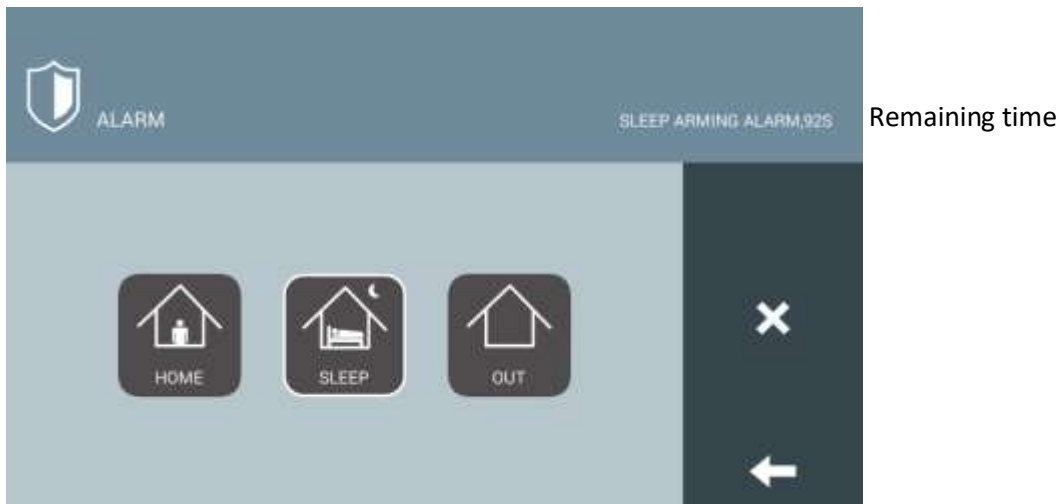 ALARM
SLEEP ARMING ALARM,92S
Remaining time
HOME
SLEEP
OUT